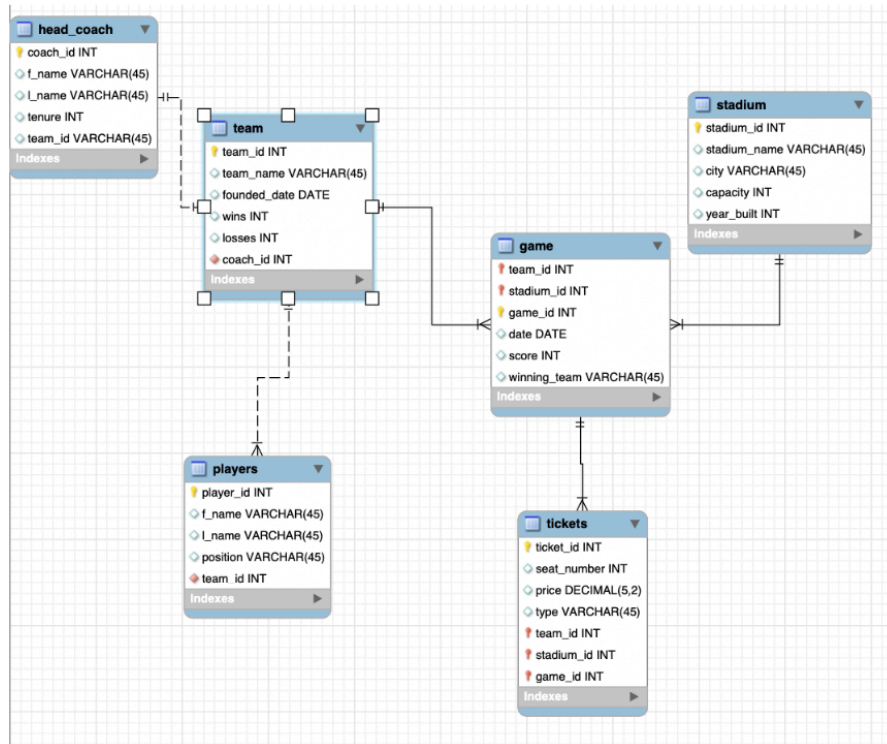 head_coach
coach_id INT
f_name VARCHAR(45)
l_name VARCHAR(45)
tenure INT
team_id VARCHAR(45)
Indexes
team
team_id INT
team_name VARCHAR(45)
founded_date DATE
wins INT
losses INT
coach_id INT
Indexes
stadium
stadium_id INT
stadium_name VARCHAR(45)
city VARCHAR(45)
capacity INT
year_built INT
Indexes
game
team_id INT
stadium_id INT
game_id INT
date DATE
score INT
winning_team VARCHAR(45)
Indexes
players
player_id INT
f_name VARCHAR(45)
l_name VARCHAR(45)
position VARCHAR(45)
team_id INT
Indexes
tickets
ticket_id INT
seat_number INT
price DECIMAL(5,2)
type VARCHAR(45)
team_id INT
stadium_id INT
game_id INT
Indexes